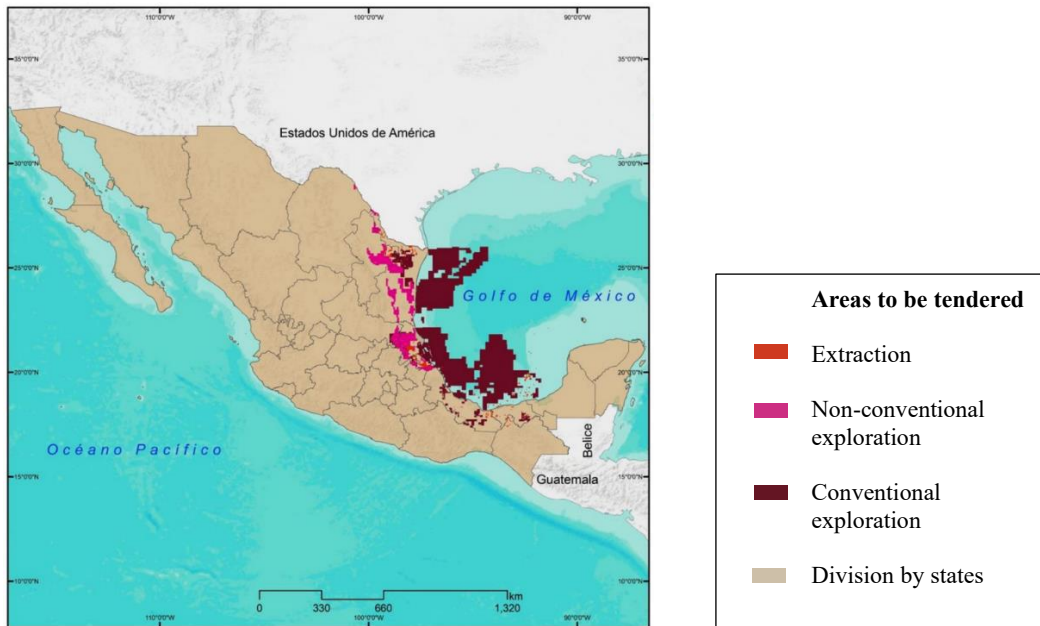 110°0'0"W
100°0'0"W
90°0'0"W
35°0'0"N
35°0'0"N
Estados Unidos de América
30°0'0"N
30°0'0"N
25°0'0"N
25°0'0"N
Golfo de México
20°0'0"N
20°0'0"N
Océano Pacífico
Belice
Guatemala
15°0'0"N
15°0'0"N
10°0'0"N
10°0'0"N
km
0
330
660
1,320
110°0'0"W
100°0'0"W
90°0'0"W
Areas to be tendered
Extraction
Non-conventional
exploration
Conventional
exploration
Division by states